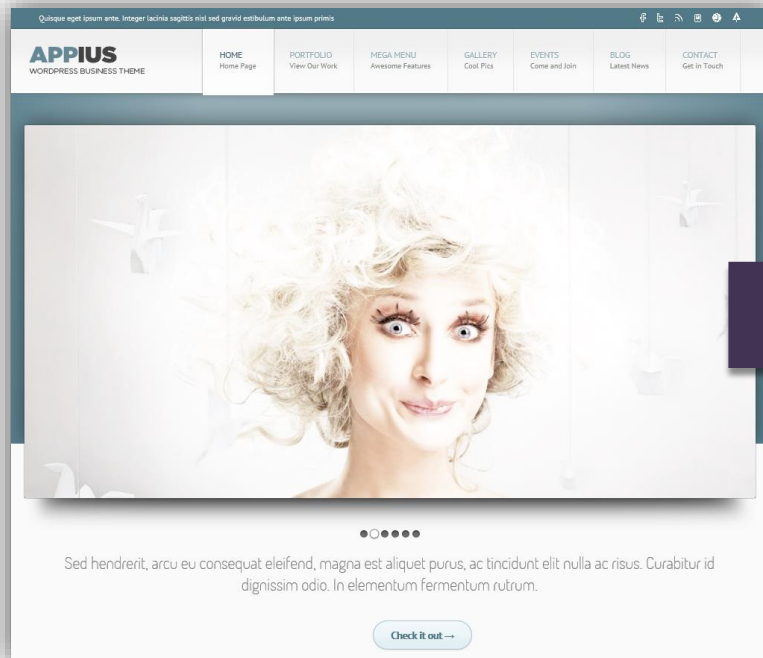 Quisque eget ipsum ante. Integer lacinia sagittis nisl sed gravid estibulum ante ipsum primis
APPIUS
WORDPRESS BUSINESS THEME
HOME
Home Page
PORTFOLIO
View Our Work
MEGA MENU
Awesome Features
GALLERY
Cool Pics
EVENTS
Come and Join
BLOG
Latest News
CONTACT
Get in Touch
Sed hendrerit, arcu eu consequat eleifend, magna est aliquet purus, ac tincidunt elit nulla ac risus. Curabitur id
dignissim odio. In elementum fermentum rutrum.
Check it out →